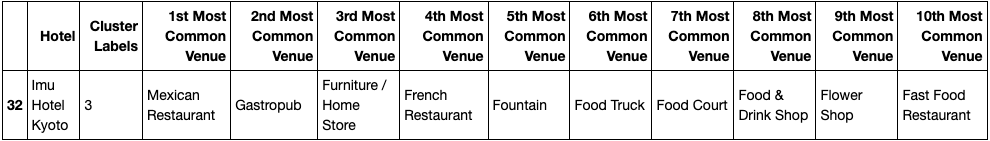 Hotel Cluster Labels 1st Most Common Venue 2nd Most Common Venue 3rd Most Common Venue 4th Most Common Venue 5th Most Common Venue 6th Most Common Venue 7th Most Common Venue 8th Most Common Venue 9th Most Common Venue 10th Most Common Venue
32 Imu Hotel Kyoto 3 Mexican Restaurant Gastropub Furniture / Home Store French Restaurant Fountain Food Truck Food Court Food & Drink Shop Flower Shop Fast Food Restaurant